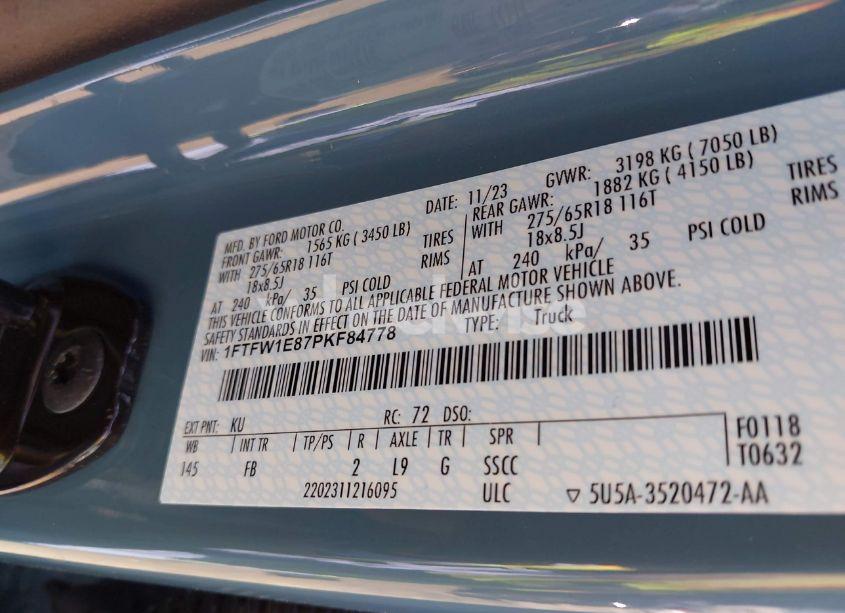 MFD. BY FORD MOTOR CO.
DATE: 11/23
GVWR: 3198 KG ( 7050 LB)
FRONT GAWR: 1565 KG ( 3450 LB)
REAR GAWR: 1882 KG ( 4150 LB)
WITH 275/65R18 116T TIRES
WITH 275/65R18 116T TIRES
18x8.5J RIMS
18x8.5J RIMS
AT 240 kPa/ 35 PSI COLD
AT 240 kPa/ 35 PSI COLD
THIS VEHICLE CONFORMS TO ALL APPLICABLE FEDERAL MOTOR VEHICLE
SAFETY STANDARDS IN EFFECT ON THE DATE OF MANUFACTURE SHOWN ABOVE.
VIN: 1FTFW1E87PKF84778
TYPE: Truck
EXT PNT: KU RC: 72 DSO:
WB INT TR TP/PS R AXLE TR SPR
145 FB 2 L9 G SSCC
2202311216095 ULC
F0118
T0632
▽ 5U5A-3520472-AA